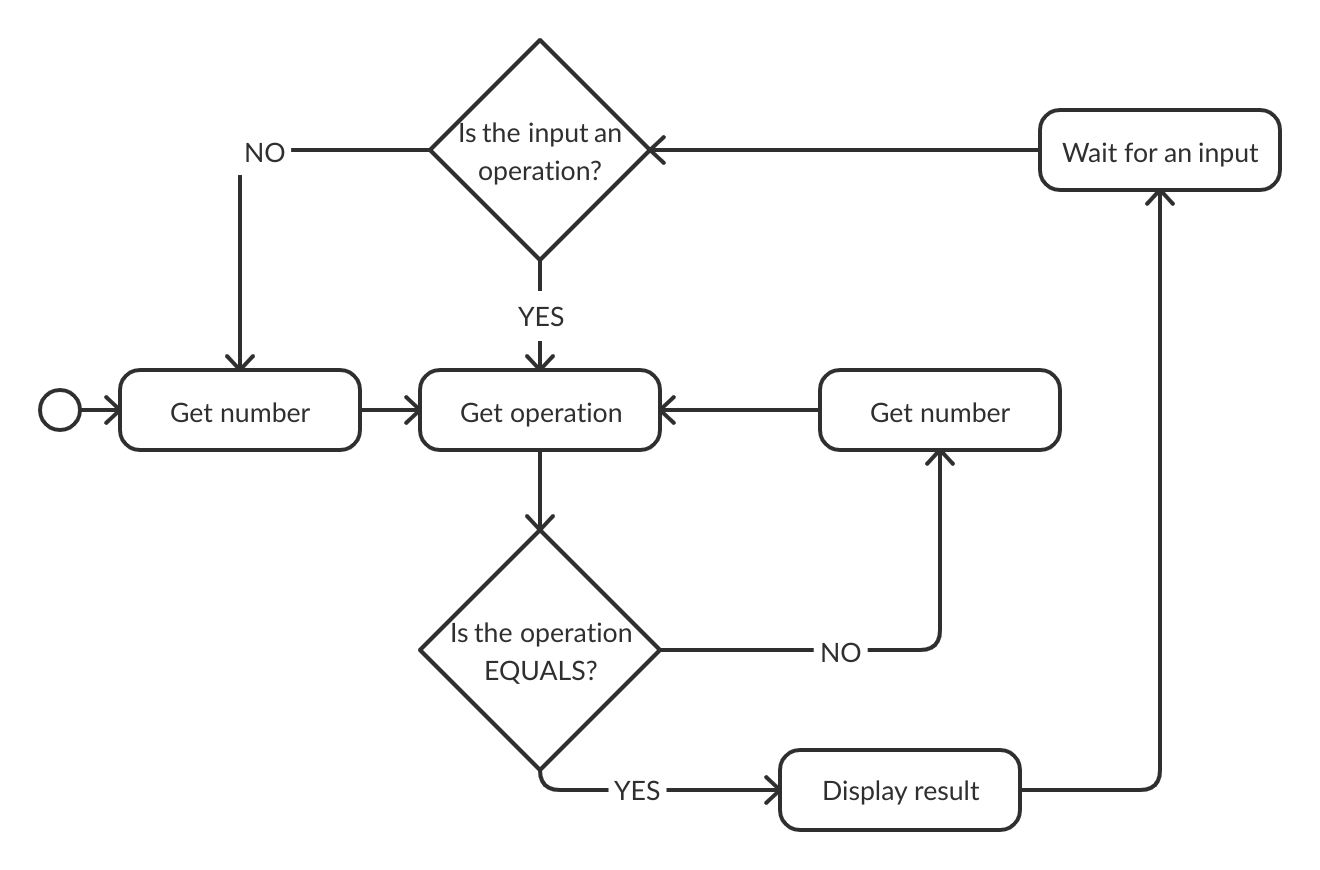 Is the input an
operation?
NO
Wait for an input
YES
Get number
Get operation
Get number
Is the operation
EQUALS?
NO
YES
Display result